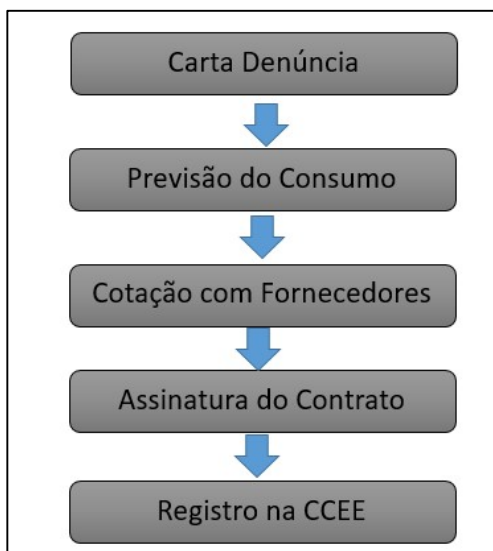 Carta Denúncia
Previsão do Consumo
Cotação com Fornecedores
Assinatura do Contrato
Registro na CCEE